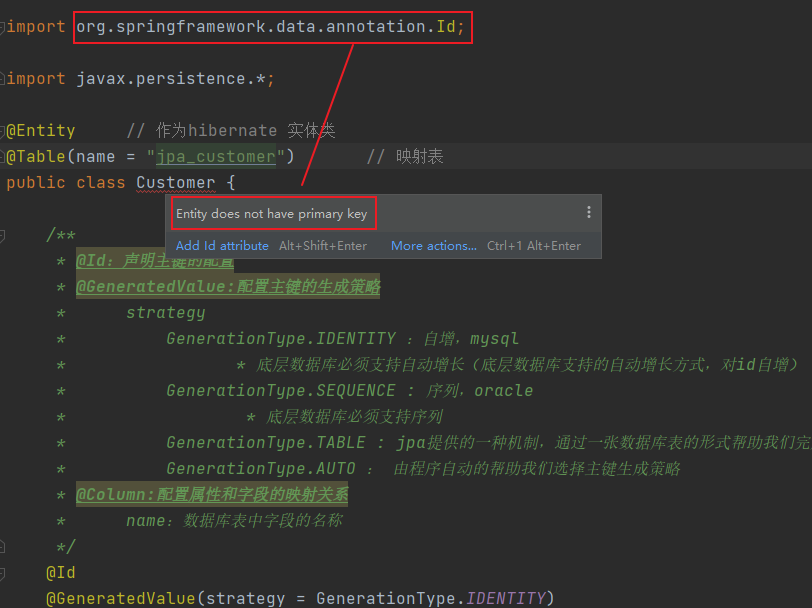 import org.springframework.data.annotation.Id;
import javax.persistence.*;
@Entity // 作为hibernate 实体类
@Table(name = "jpa_customer") // 映射表
public class Customer {
Entity does not have primary key
Add Id attribute Alt+Shift+Enter More actions... Ctrl+1 Alt+Enter
/**
* @Id: 声明主键的配置
* @GeneratedValue:配置主键的生成策略
* strategy
* GenerationType.IDENTITY : 自增，mysql
* * 底层数据库必须支持自动增长（底层数据库支持的自动增长方式，对id自增）
* GenerationType.SEQUENCE : 序列，oracle
* * 底层数据库必须支持序列
* GenerationType.TABLE : jpa提供的一种机制，通过一张数据库表的形式帮助我们完
* GenerationType.AUTO : 由程序自动的帮助我们选择主键生成策略
* @Column:配置属性和字段的映射关系
* name: 数据库表中字段的名称
*/
@Id
@GeneratedValue(strategy = GenerationType.IDENTITY)